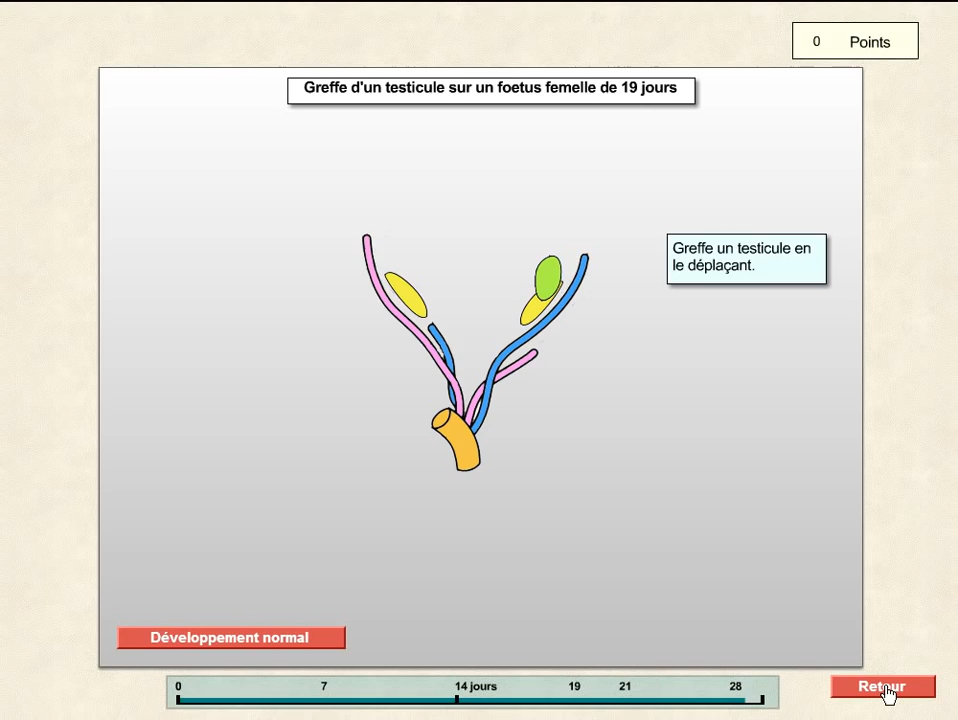 0 Points
Greffe d'un testicule sur un foetus femelle de 19 jours
Greffe un testicule en
le déplaçant.
Développement normal
0 7 14 jours 19 21 28
Retour